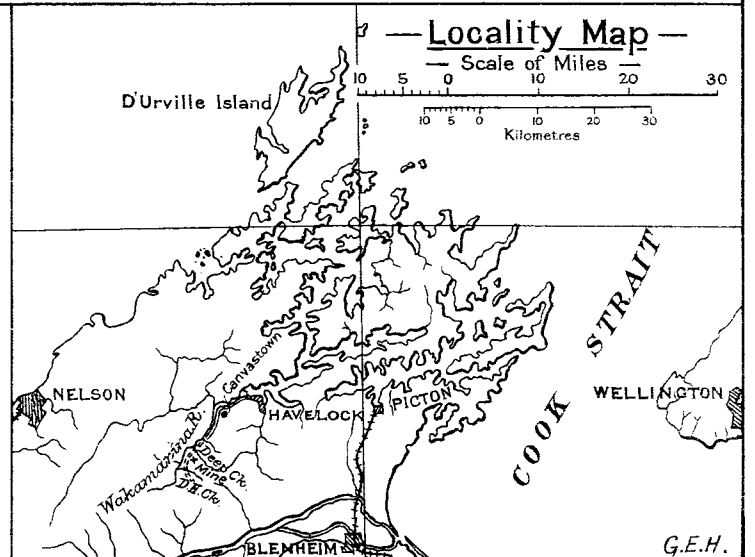 Locality Map
Scale of Miles
10 5 0 10 20 30
10 5 0 10 20 30
Kilometres
D'Urville Island
COOK STRAIT
NELSON
Canvastown
HAVELOCK
PICTON
WELLINGTON
Wakamarina R.
Deep Ck.
Mine
D.E. Ck.
BLENHEIM
G.E.H.